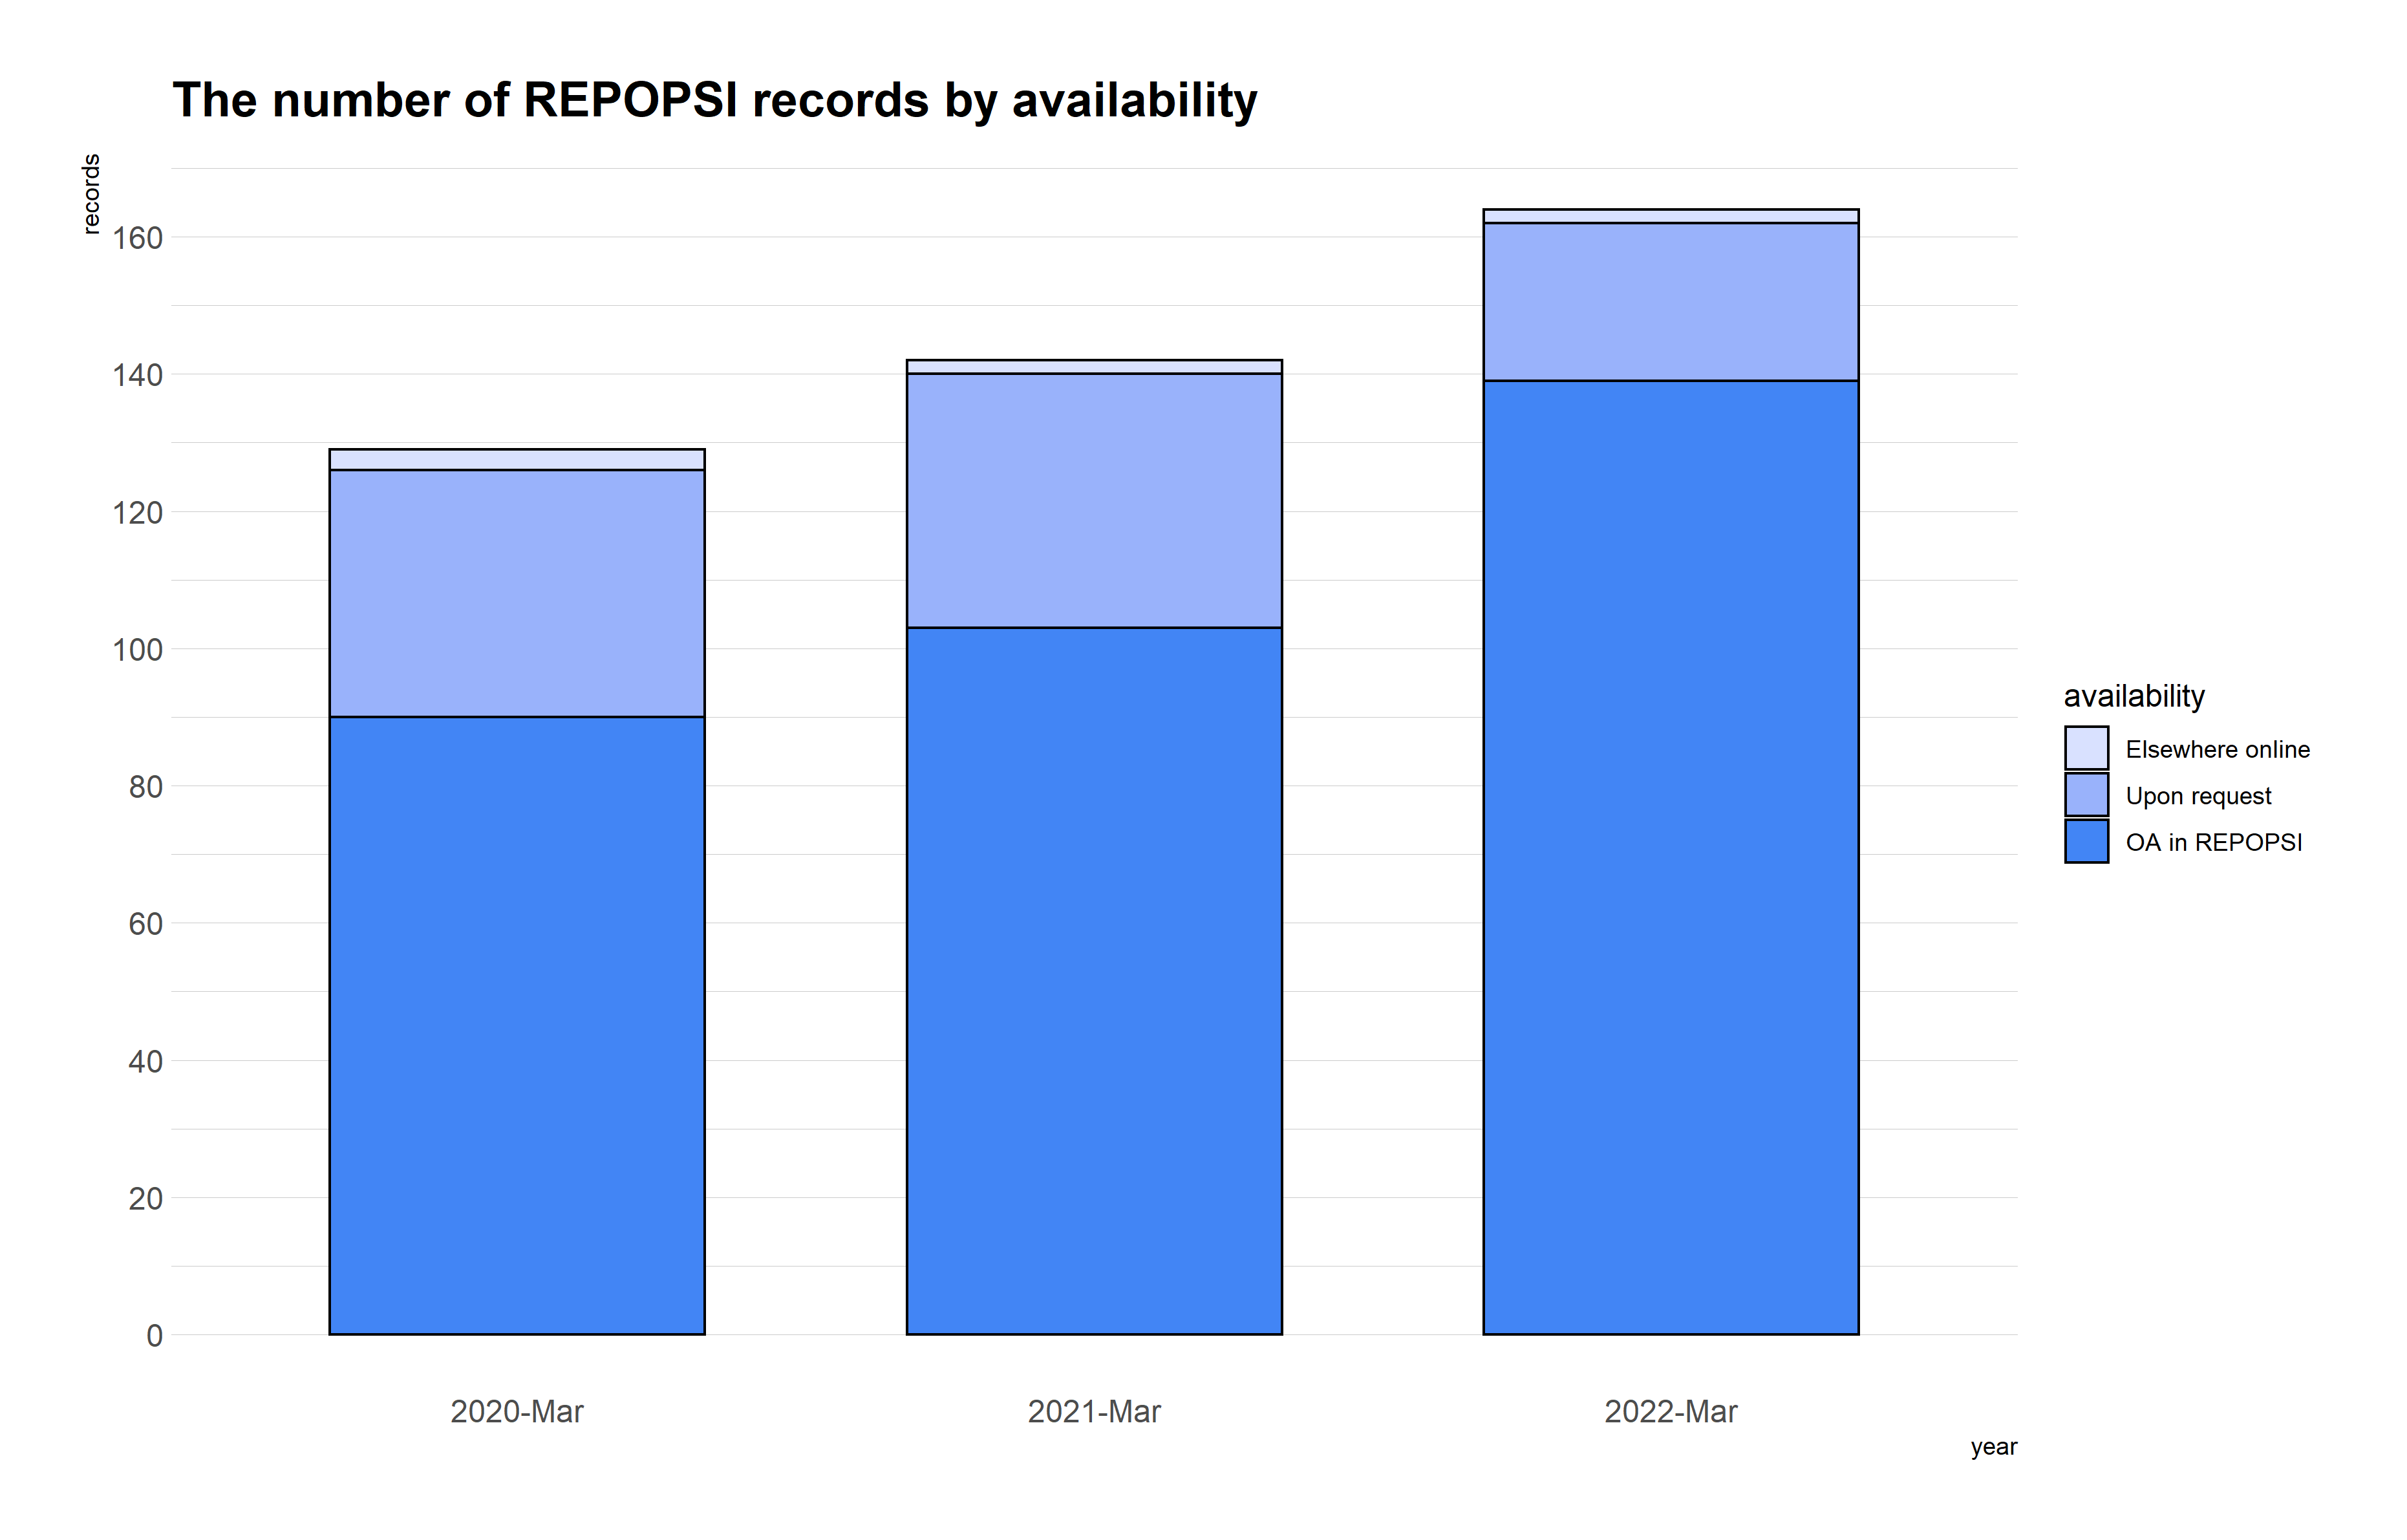 The number of REPOPSI records by availability
records
160
140
120
100
80
60
40
20
0
2020-Mar
2021-Mar
2022-Mar
year
availability
Elsewhere online
Upon request
OA in REPOPSI